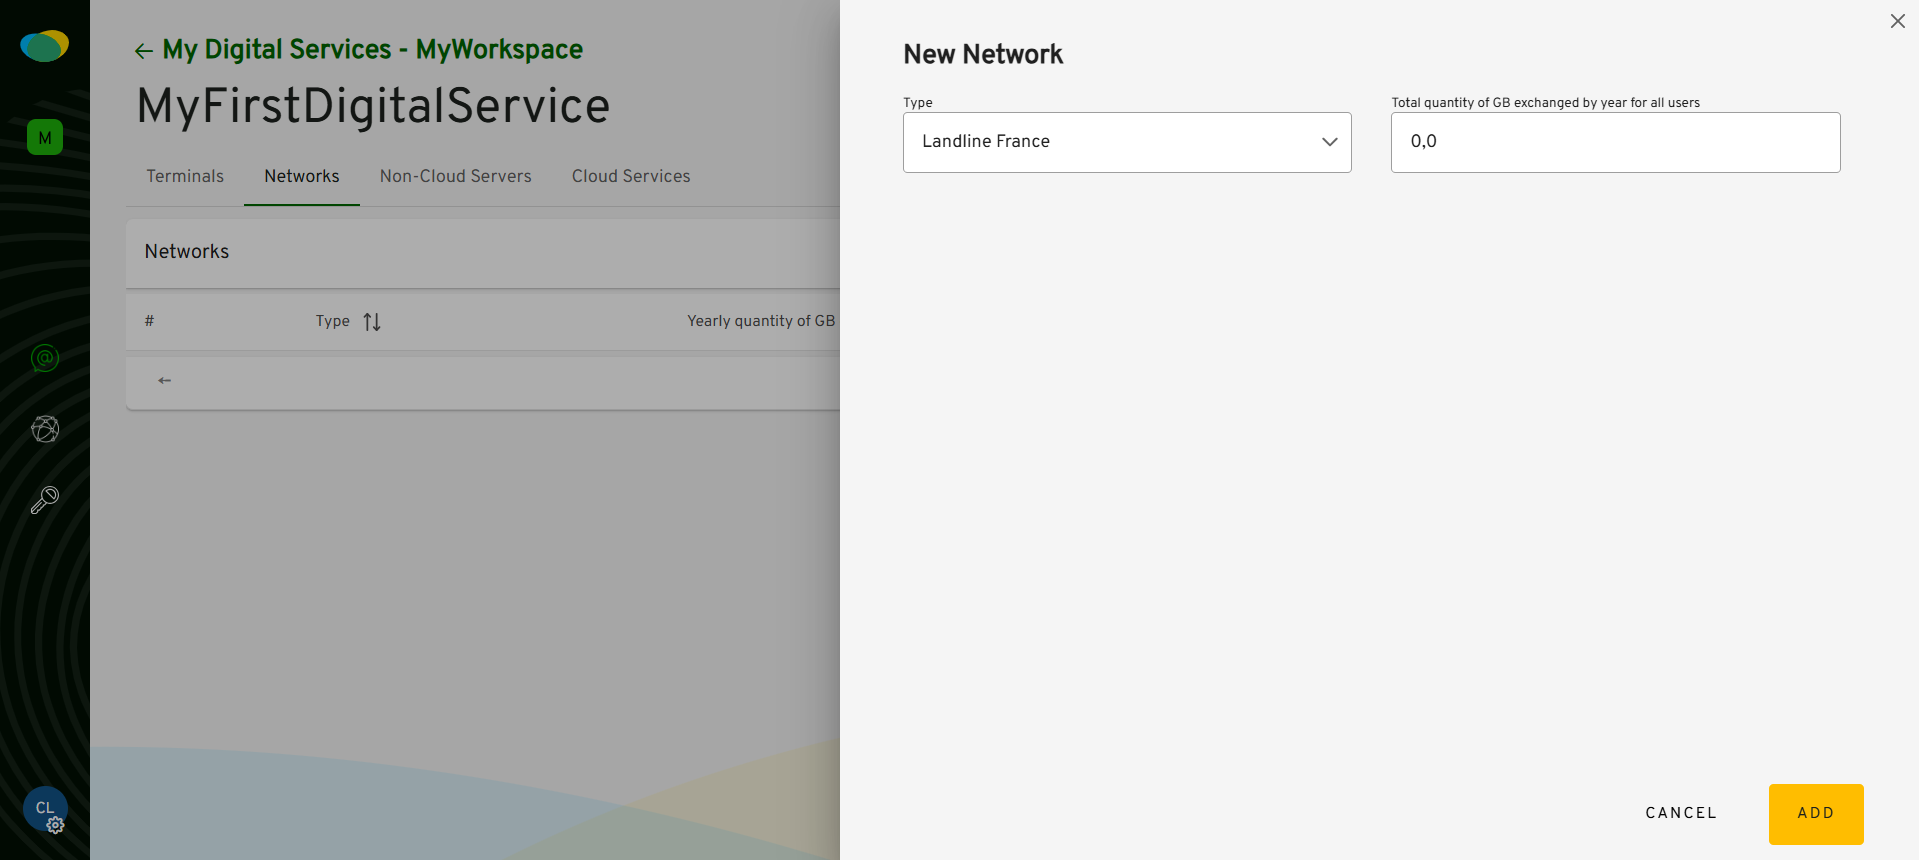 My Digital Services - MyWorkspace
MyFirstDigitalService
M
Terminals Networks Non-Cloud Servers Cloud Services
Networks
# Type Yearly quantity of GB
CL
New Network
Type Total quantity of GB exchanged by year for all users
Landline France 0,0
CANCEL ADD